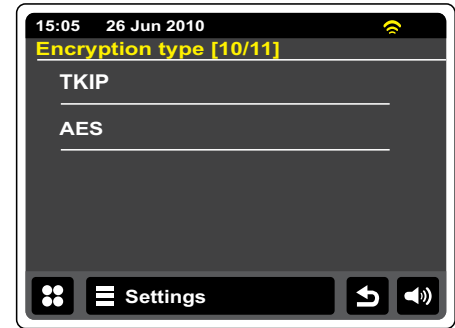 15:05 26 Jun 2010
Encryption type [10/11]
TKIP
AES
Settings